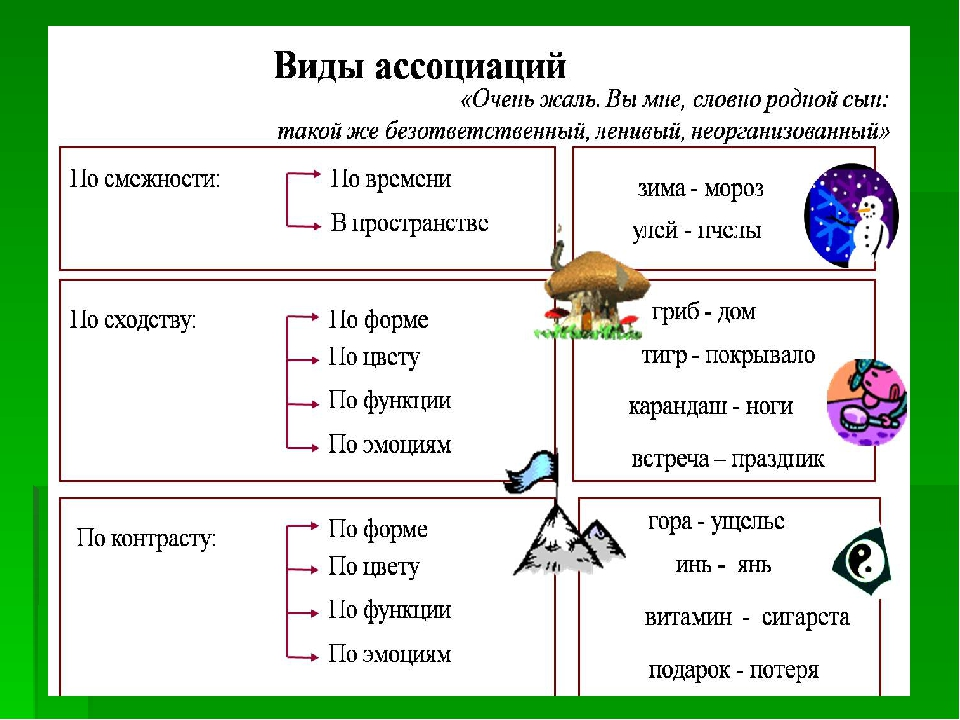 Виды ассоциаций
«Очень жаль. Вы мне, словно родной сын:
такой же безответственный, ленивый, неорганизованный»
По смежности:
По времени
В пространстве
зима - мороз
улей - пчелы
По сходству:
По форме
По цвету
По функции
По эмоциям
гриб - дом
тигр - покрывало
карандаш - ноги
встреча – праздник
По контрасту:
По форме
По цвету
По функции
По эмоциям
гора - ущелье
инь - янь
витамин - сигарета
подарок - потеря